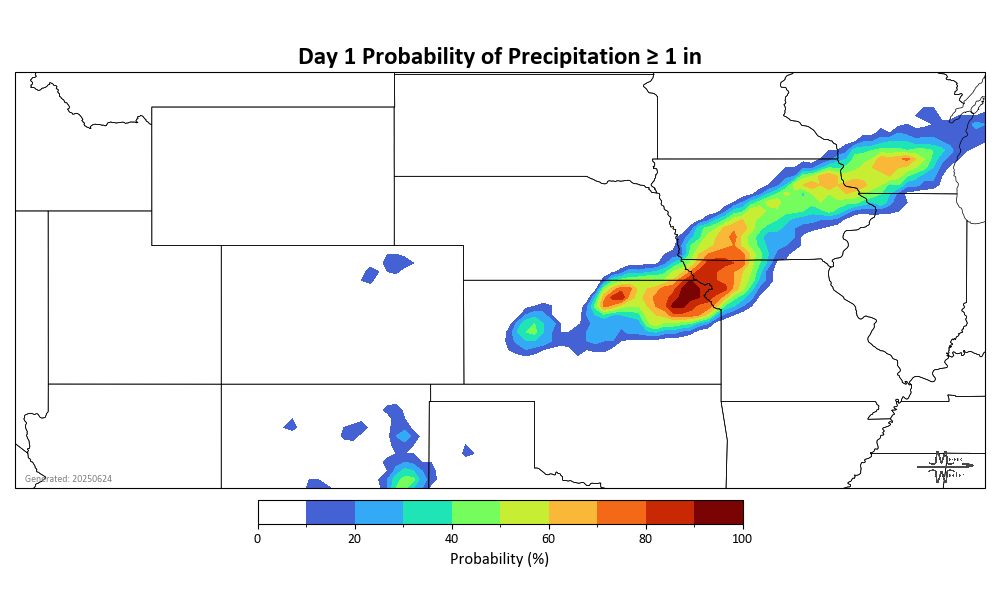 Day 1 Probability of Precipitation ≥ 1 in
Generated: 20250624
0 20 40 60 80 100
Probability (%)